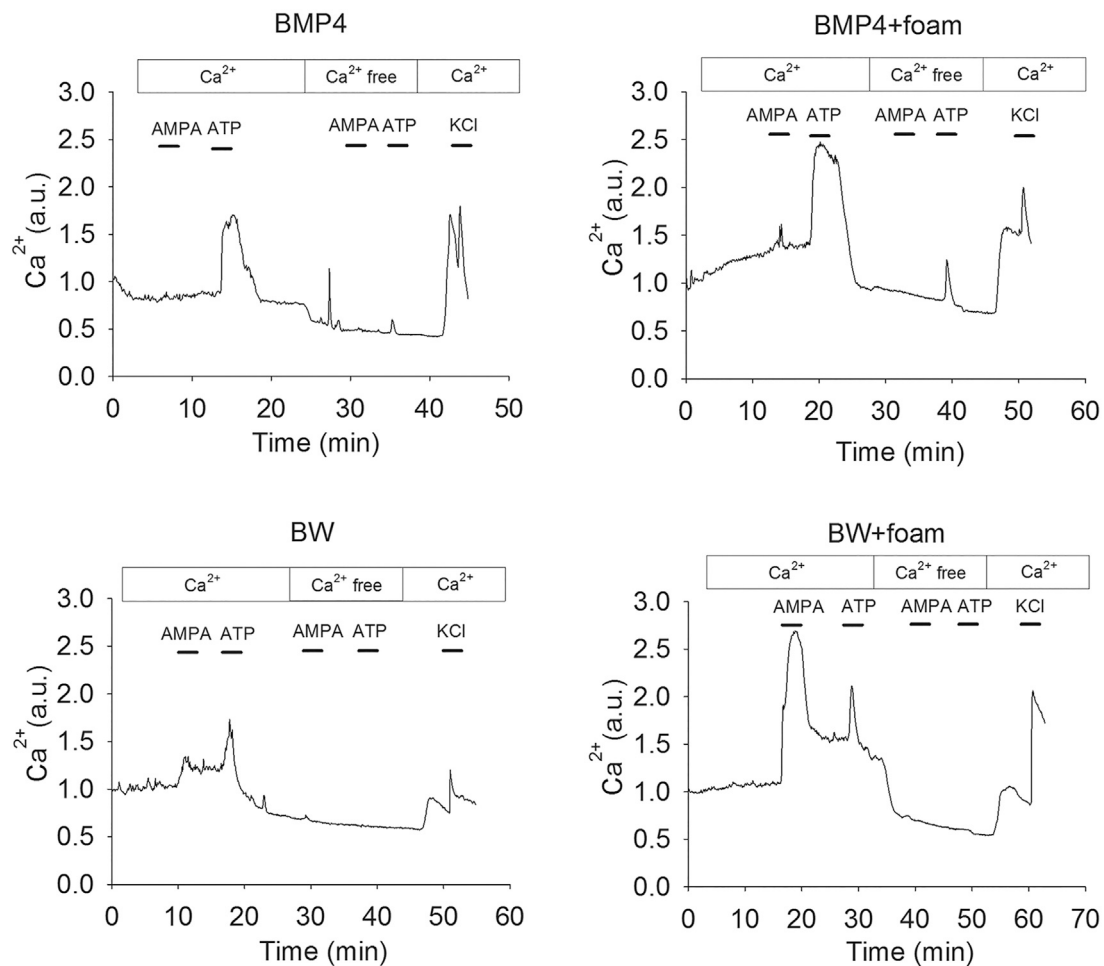 BMP4
Ca²⁺ Ca²⁺ free Ca²⁺
3.0
AMPA ATP AMPA ATP KCl
2.5
2.0
1.5
1.0
0.5
0.0
Ca²⁺ (a.u.)
0 10 20 30 40 50
Time (min)
BMP4+foam
Ca²⁺ Ca²⁺ free Ca²⁺
3.0
AMPA ATP AMPA ATP KCl
2.5
2.0
1.5
1.0
0.5
0.0
Ca²⁺ (a.u.)
0 10 20 30 40 50 60
Time (min)
BW
Ca²⁺ Ca²⁺ free Ca²⁺
3.0
AMPA ATP AMPA ATP KCl
2.5
2.0
1.5
1.0
0.5
0.0
Ca²⁺ (a.u.)
0 10 20 30 40 50 60
Time (min)
BW+foam
Ca²⁺ Ca²⁺ free Ca²⁺
3.0
AMPA ATP AMPA ATP KCl
2.5
2.0
1.5
1.0
0.5
0.0
Ca²⁺ (a.u.)
0 10 20 30 40 50 60 70
Time (min)